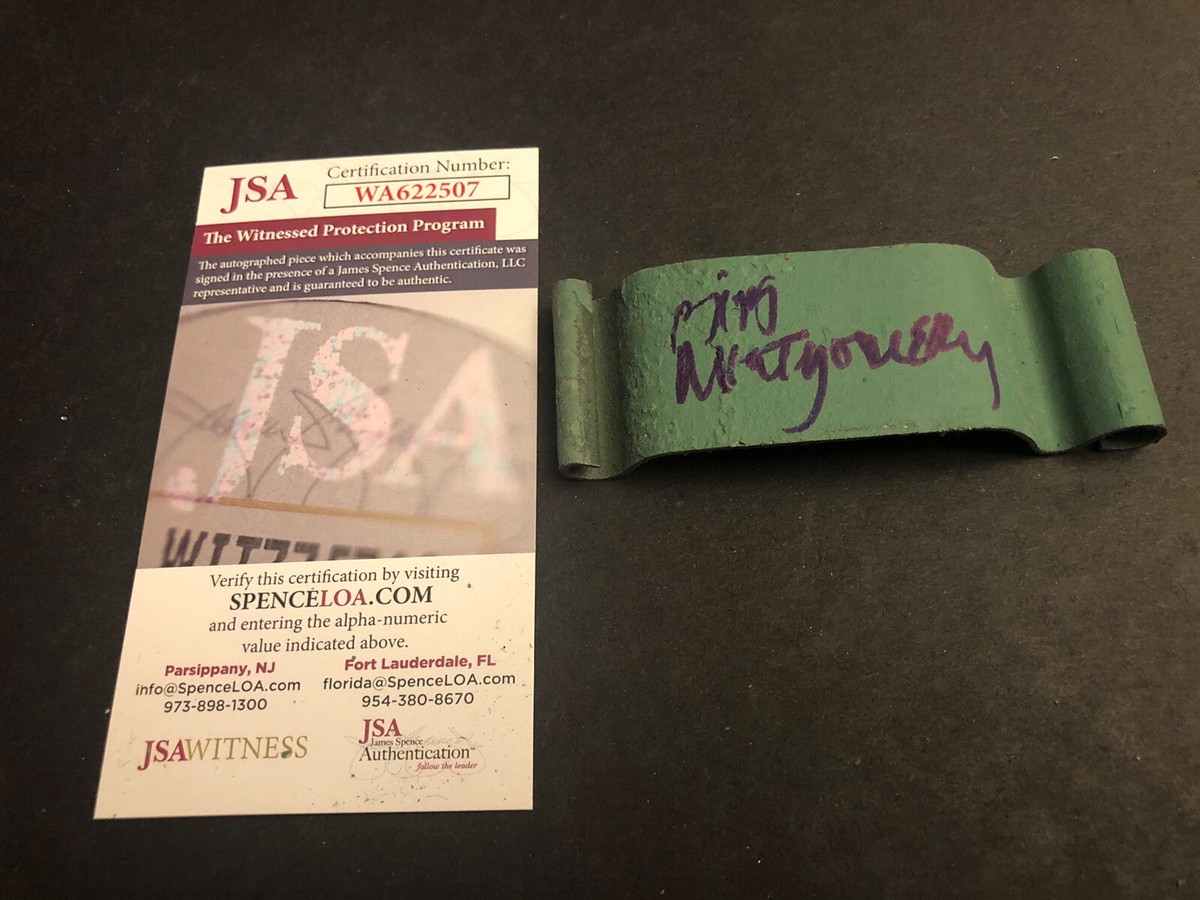 JSA
Certification Number:
WA622507
The Witnessed Protection Program
The autographed piece which accompanies this certificate was
signed in the presence of a James Spence Authentication, LLC
representative and is guaranteed to be authentic.
JSA
Verify this certification by visiting
SPENCELOA.COM
and entering the alpha-numeric
value indicated above.
Parsippany, NJ
info@SpenceLOA.com
973-898-1300
Fort Lauderdale, FL
florida@SpenceLOA.com
954-380-8670
JSAWITNESS
JSA
James Spence
Authentication™
follow the leader
Montgomery